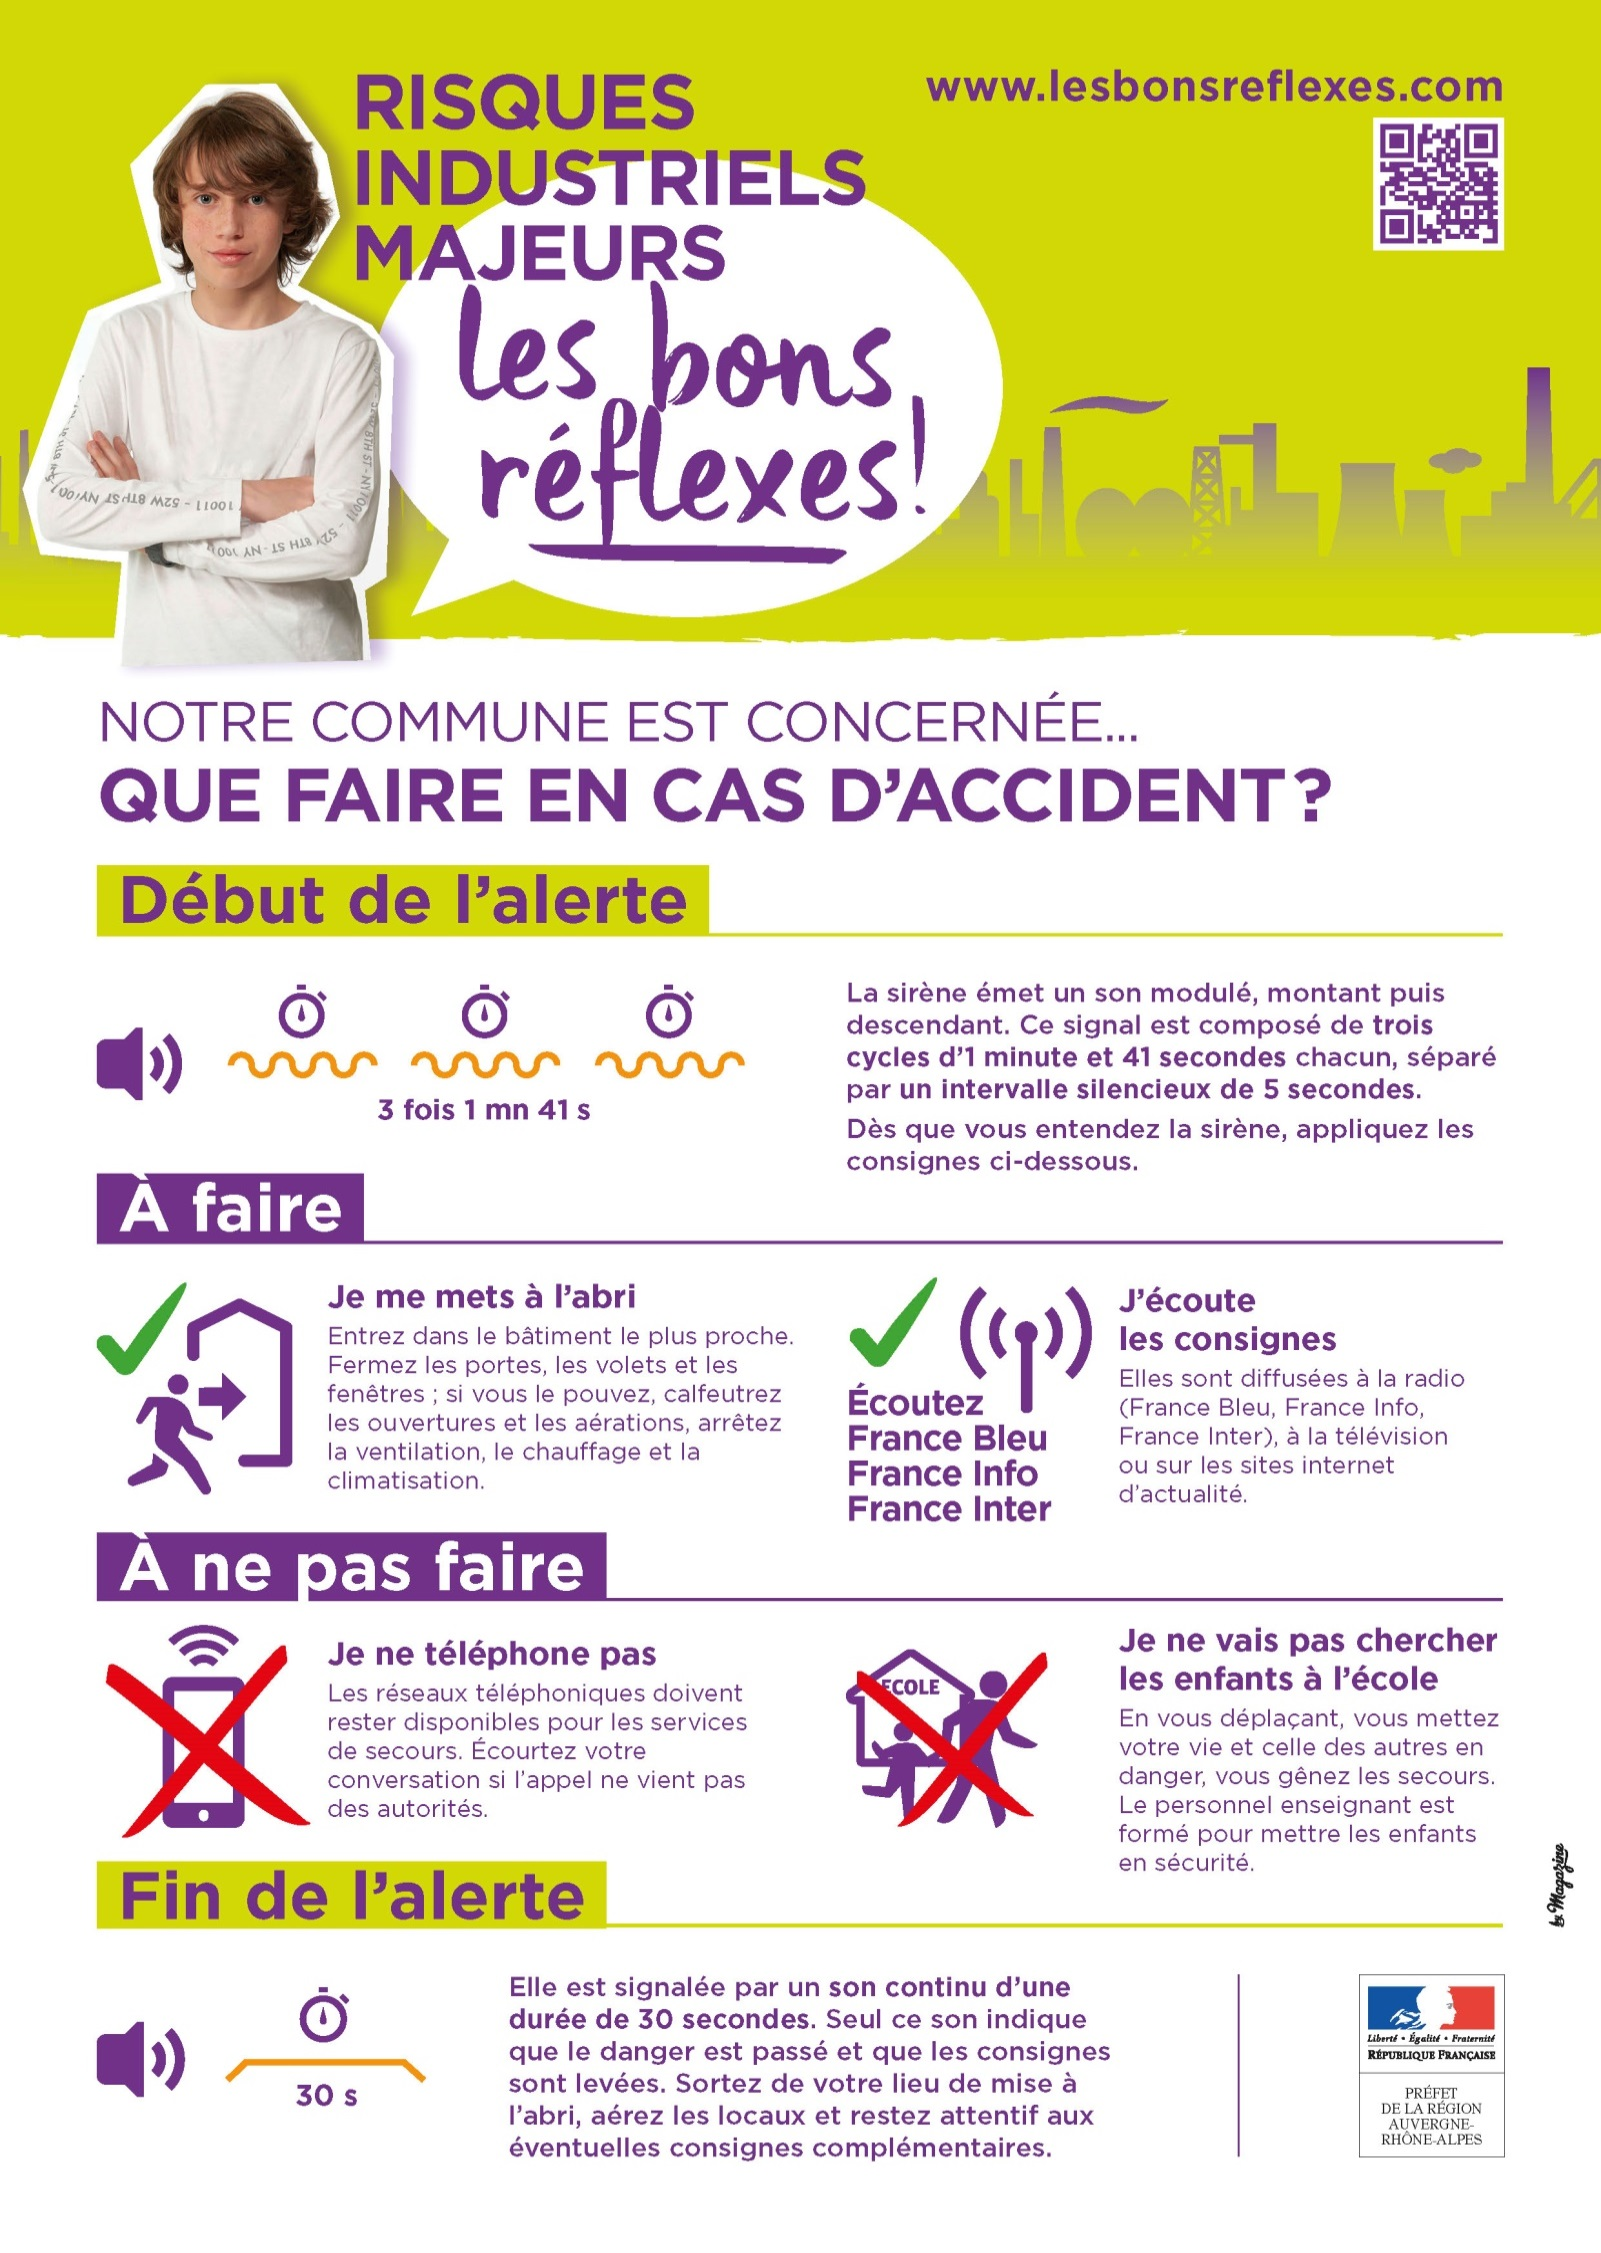 RISQUES
INDUSTRIELS
MAJEURS
les bons
réflexes!
www.lesbonsreflexes.com
10011 - 52W 8TH ST NY
52W 8TH ST - NY
NOTRE COMMUNE EST CONCERNÉE...
QUE FAIRE EN CAS D'ACCIDENT?
Début de l'alerte
3 fois 1 mn 41 s
La sirène émet un son modulé, montant puis
descendant. Ce signal est composé de trois
cycles d'1 minute et 41 secondes chacun, séparé
par un intervalle silencieux de 5 secondes.
Dès que vous entendez la sirène, appliquez les
consignes ci-dessous.
À faire
Je me mets à l'abri
Entrez dans le bâtiment le plus proche.
Fermez les portes, les volets et les
fenêtres ; si vous le pouvez, calfeutrez
les ouvertures et les aérations, arrêtez
la ventilation, le chauffage et la
climatisation.
Écoutez
France Bleu
France Info
France Inter
J'écoute
les consignes
Elles sont diffusées à la radio
(France Bleu, France Info,
France Inter), à la télévision
ou sur les sites internet
d'actualité.
À ne pas faire
Je ne téléphone pas
Les réseaux téléphoniques doivent
rester disponibles pour les services
de secours. Écourtez votre
conversation si l'appel ne vient pas
des autorités.
ECOLE
Je ne vais pas chercher
les enfants à l'école
En vous déplaçant, vous mettez
votre vie et celle des autres en
danger, vous gênez les secours.
Le personnel enseignant est
formé pour mettre les enfants
en sécurité.
by Magazine
Fin de l'alerte
30 s
Elle est signalée par un son continu d'une
durée de 30 secondes. Seul ce son indique
que le danger est passé et que les consignes
sont levées. Sortez de votre lieu de mise à
l'abri, aérez les locaux et restez attentif aux
éventuelles consignes complémentaires.
Liberté • Égalité • Fraternité
RÉPUBLIQUE FRANÇAISE
PRÉFET
DE LA RÉGION
AUVERGNE-
RHÔNE-ALPES